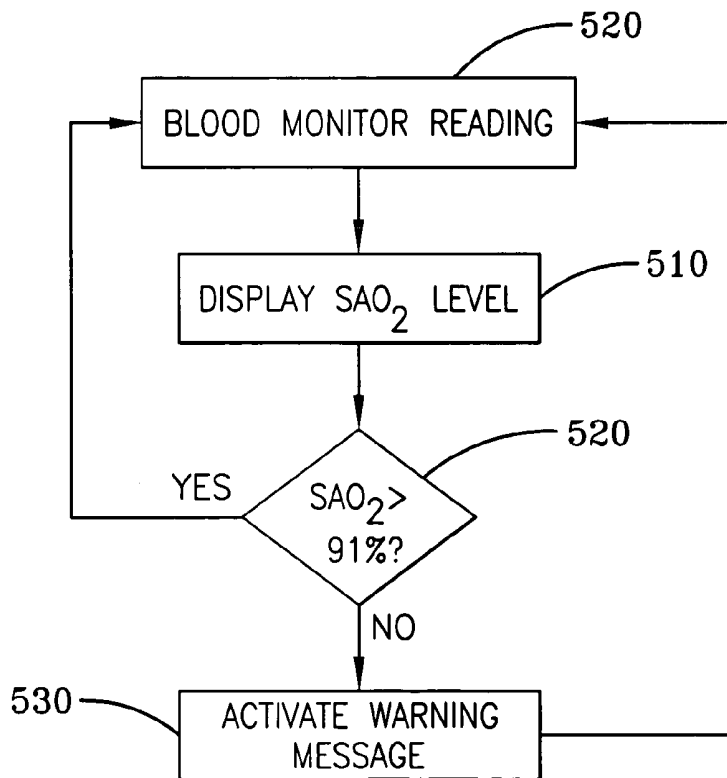 520
BLOOD MONITOR READING
510
DISPLAY SAO₂ LEVEL
520
YES
SAO₂>
91%?
NO
530
ACTIVATE WARNING
MESSAGE